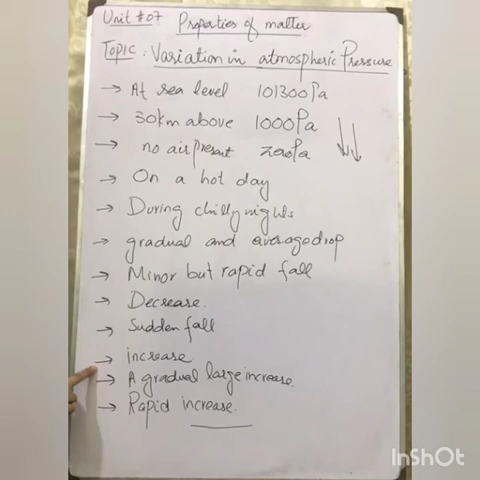 Unit #07 Properties of matter
Topic: Variation in atmospheric Pressure
→ At sea level 101300Pa
→ 30km above 1000Pa
→ no air present zeroPa
→ On a hot day
→ During chilly nights
→ gradual and average drop
→ Minor but rapid fall
→ Decrease.
→ Sudden fall
→ increase
→ A gradual large increase.
→ Rapid increase.
InShOt